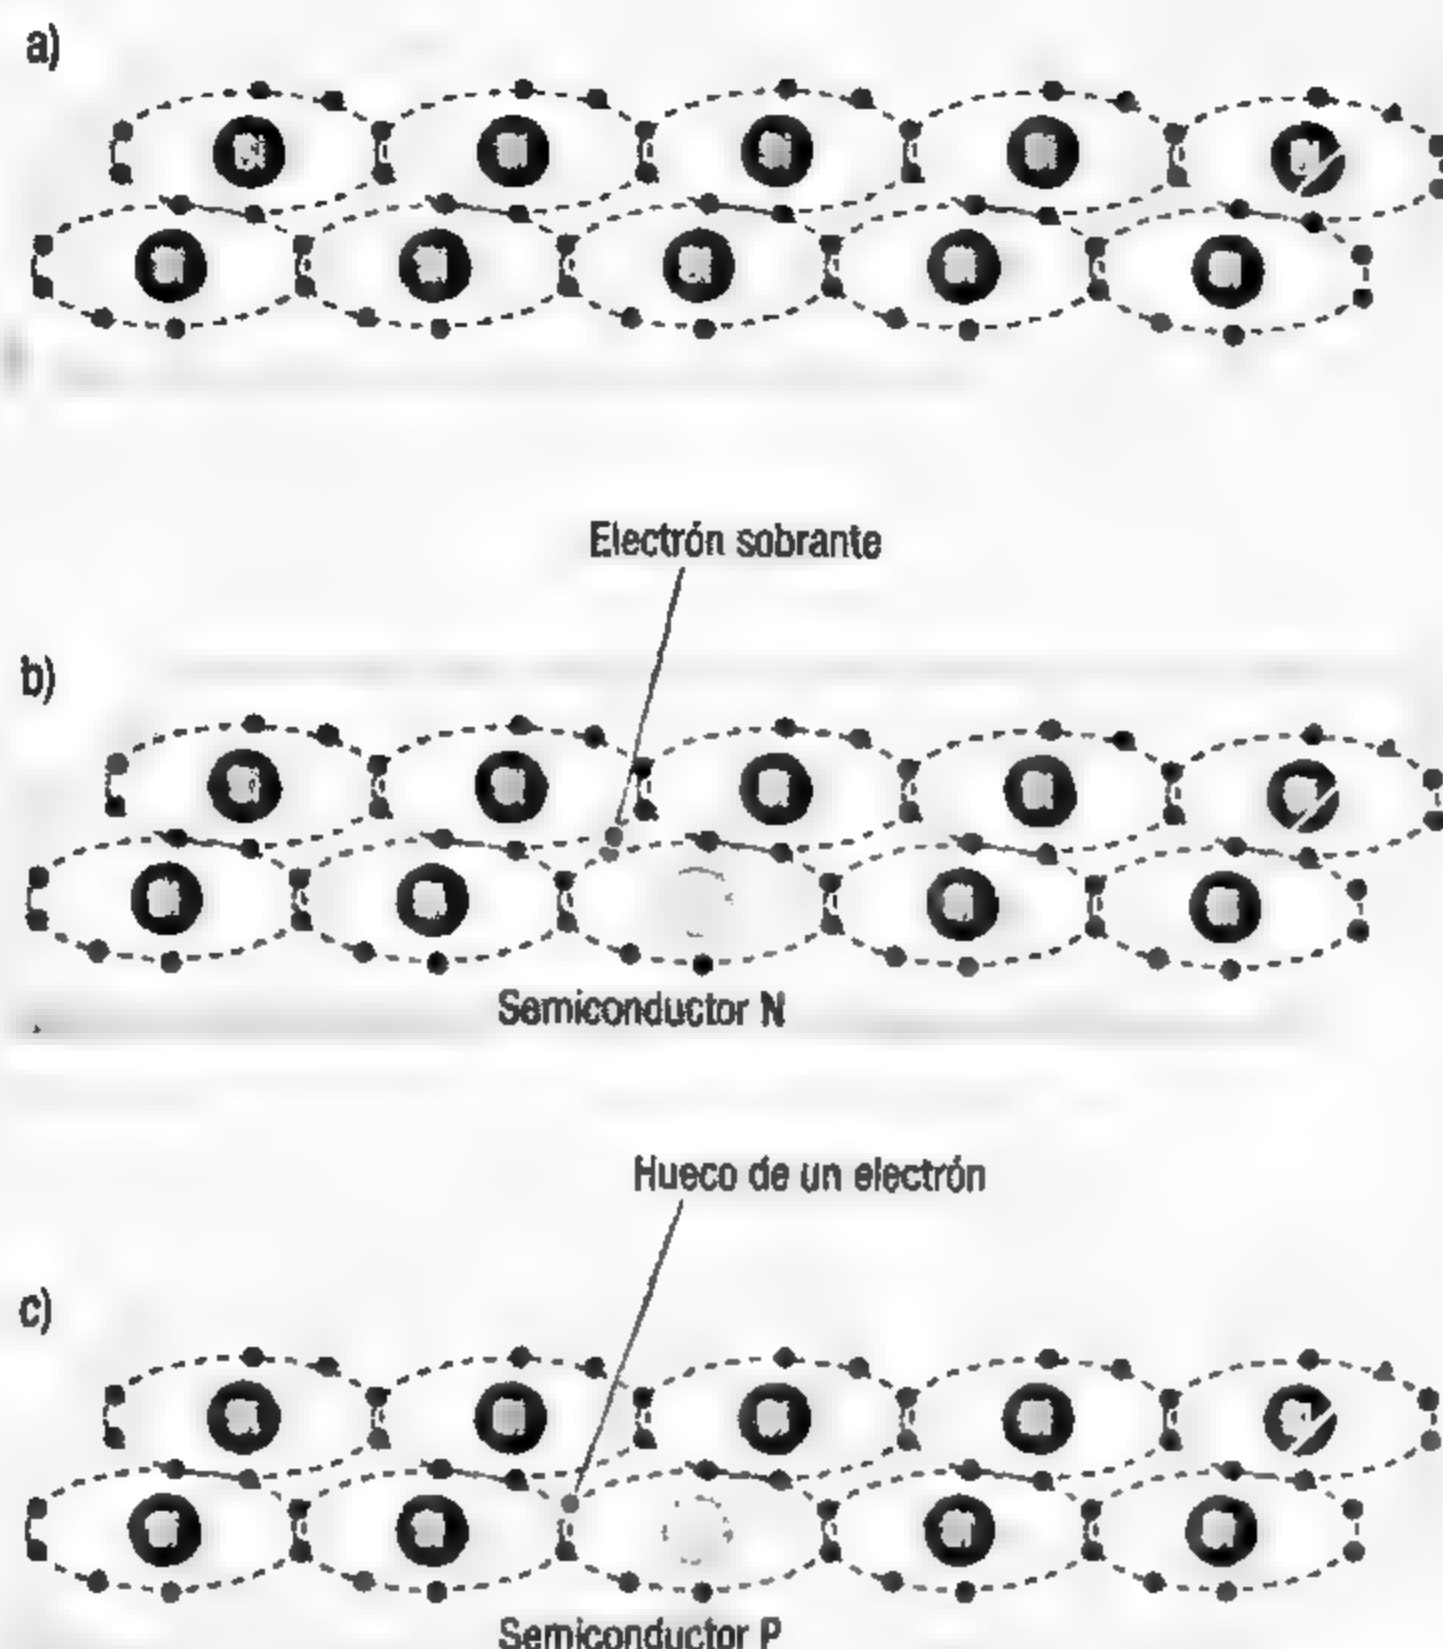 a)
Electrón sobrante
b)
Semiconductor N
Hueco de un electrón
c)
Semiconductor P